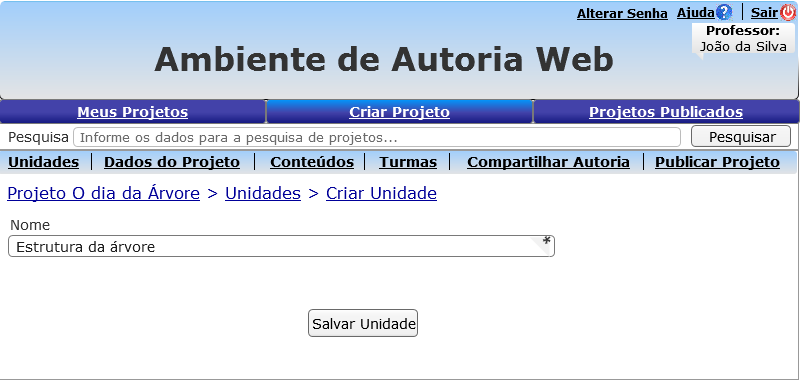 Alterar Senha Ajuda ? Sair
Professor:
João da Silva
Ambiente de Autoria Web
Meus Projetos Criar Projeto Projetos Publicados
Pesquisa Informe os dados para a pesquisa de projetos... Pesquisar
Unidades Dados do Projeto Conteúdos Turmas Compartilhar Autoria Publicar Projeto
Projeto O dia da Árvore > Unidades > Criar Unidade
Nome
Estrutura da árvore *
Salvar Unidade